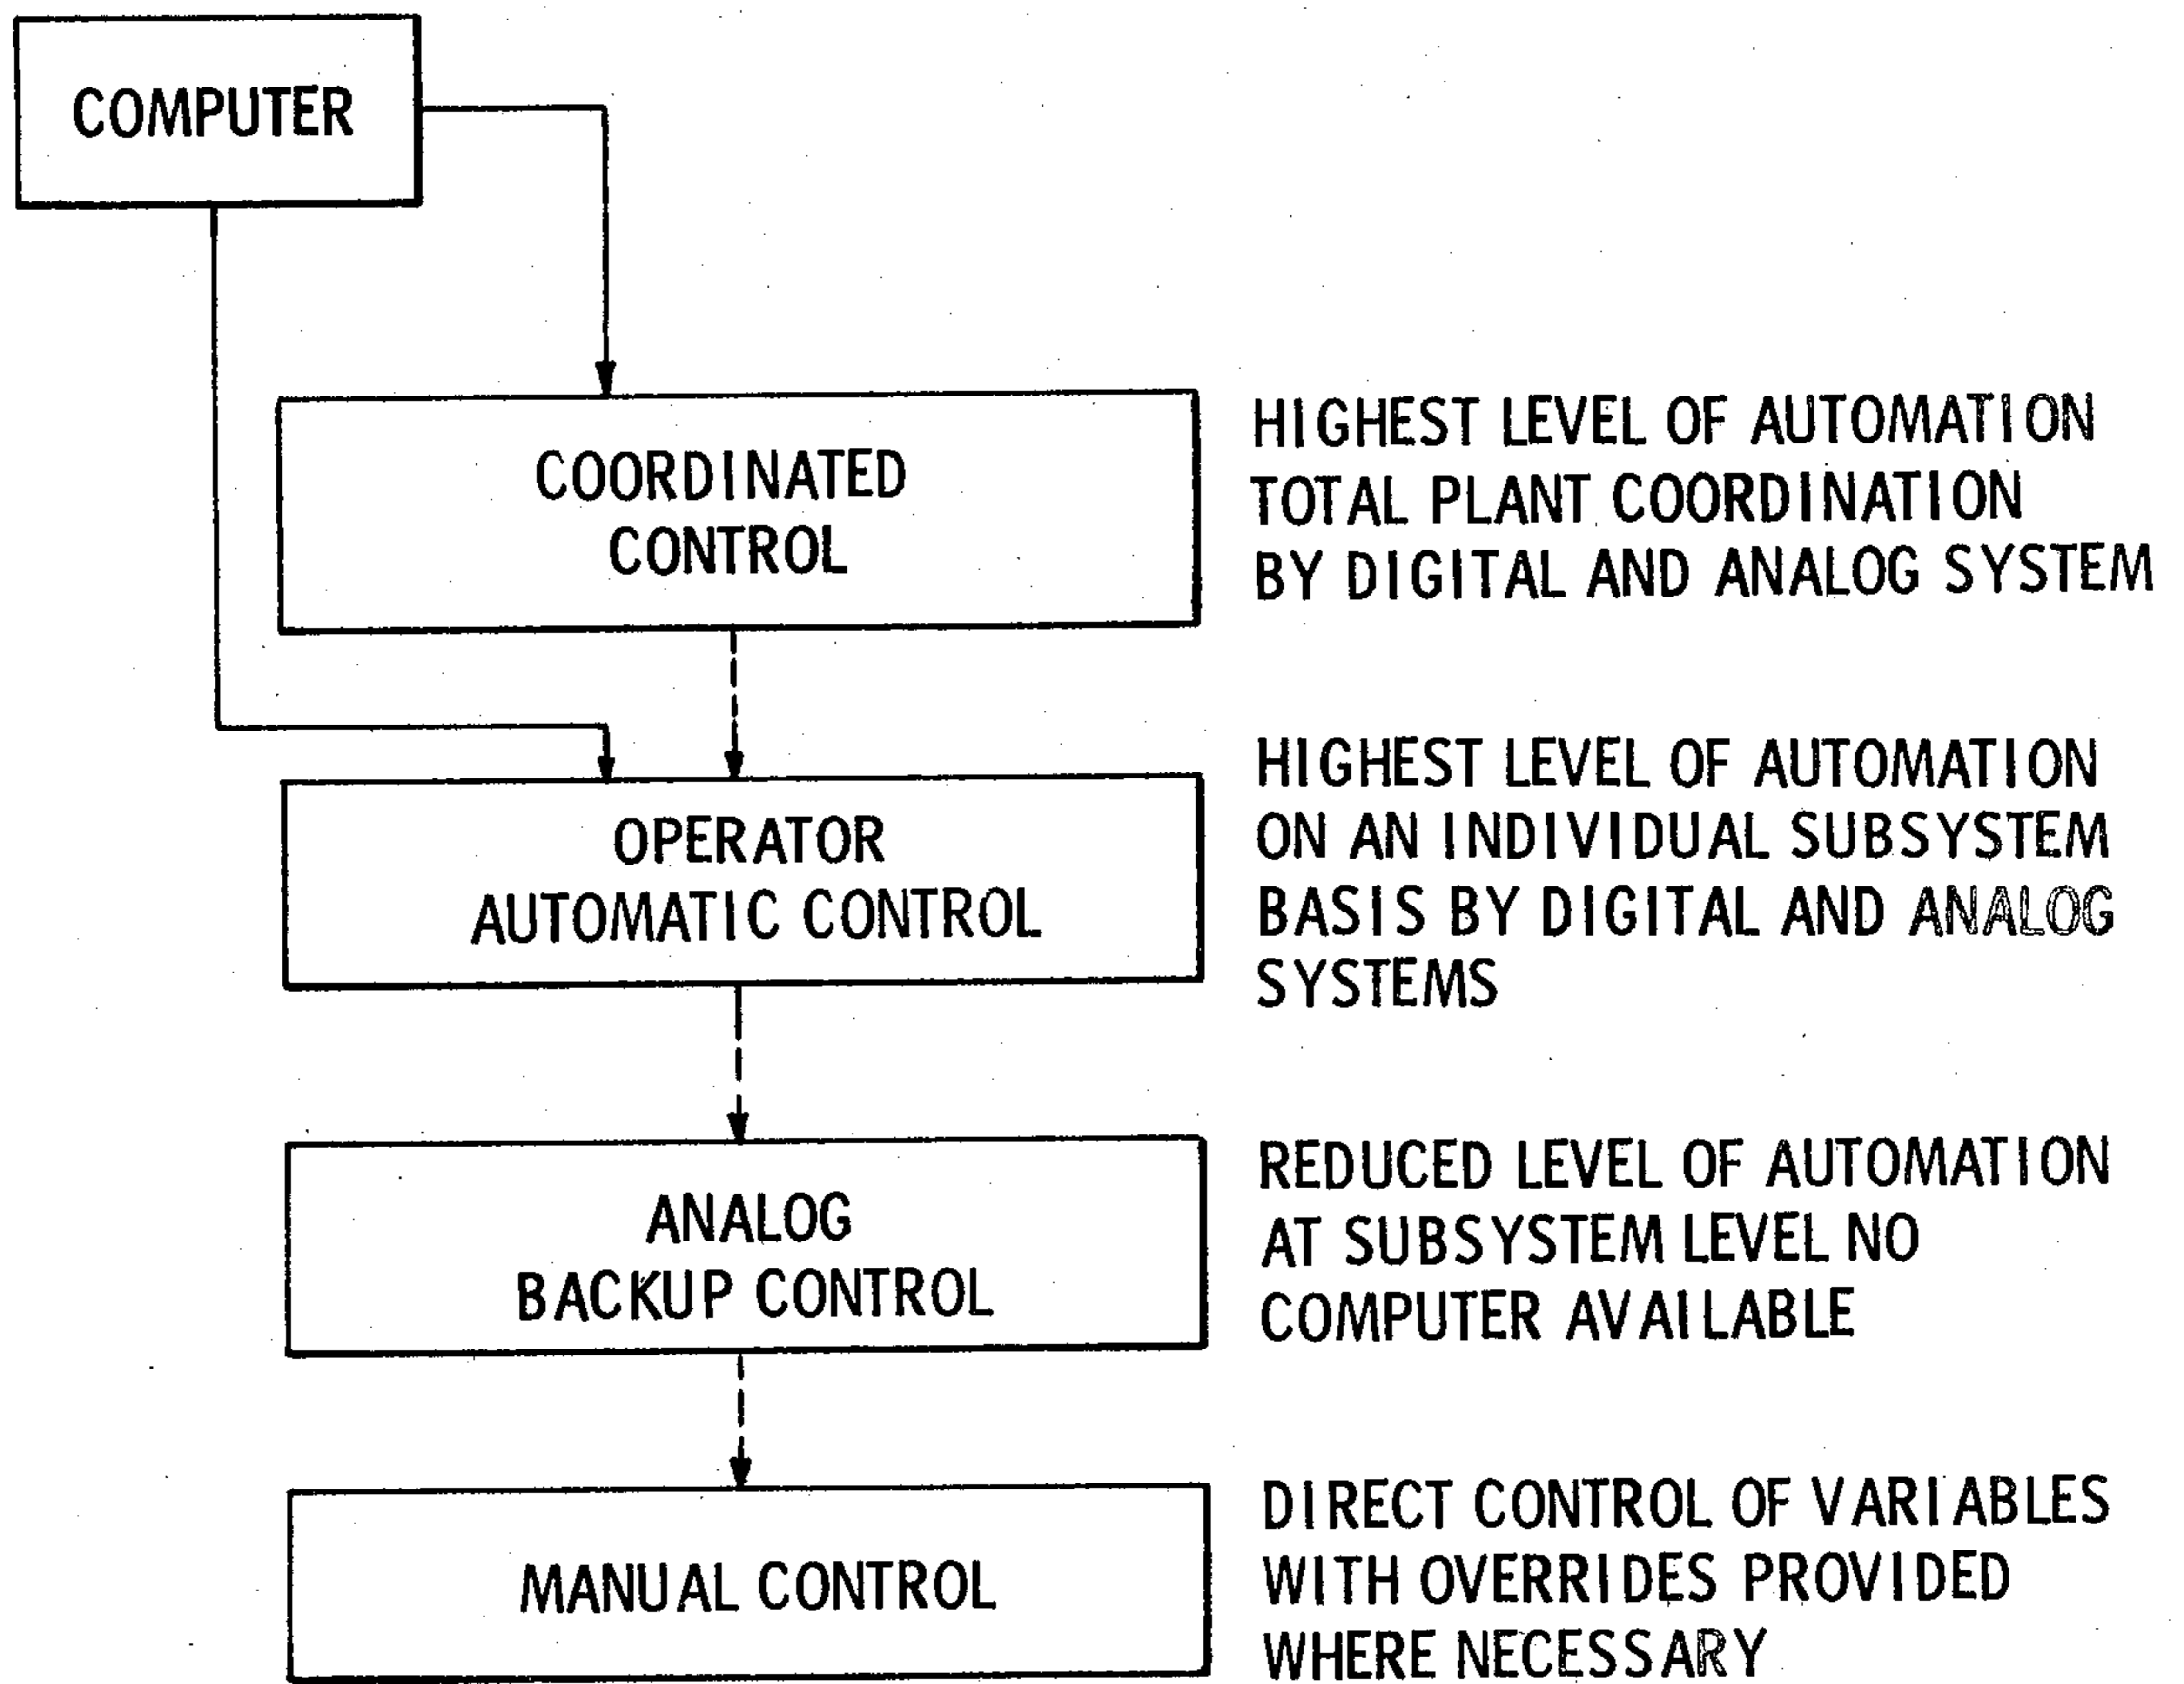 COMPUTER
COORDINATED
CONTROL
HIGHEST LEVEL OF AUTOMATION
TOTAL PLANT COORDINATION
BY DIGITAL AND ANALOG SYSTEM
OPERATOR
AUTOMATIC CONTROL
HIGHEST LEVEL OF AUTOMATION
ON AN INDIVIDUAL SUBSYSTEM
BASIS BY DIGITAL AND ANALOG
SYSTEMS
ANALOG
BACKUP CONTROL
REDUCED LEVEL OF AUTOMATION
AT SUBSYSTEM LEVEL NO
COMPUTER AVAILABLE
MANUAL CONTROL
DIRECT CONTROL OF VARIABLES
WITH OVERRIDES PROVIDED
WHERE NECESSARY